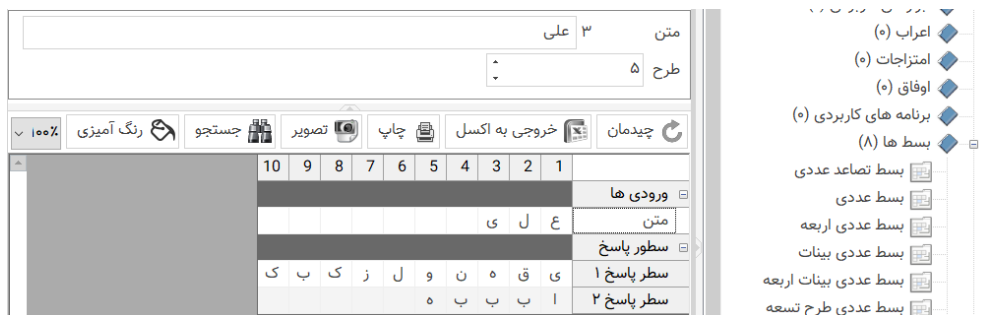 اعراب (۰)
امتزاجات (۰)
اوفاق (۰)
برنامه های کاربردی (۰)
بسط ها (۸)
بسط تصاعد عددی
بسط عددی
بسط عددی اربعه
بسط عددی بینات
بسط عددی بینات اربعه
بسط عددی طرح تسعه
متن ۳ علی
طرح ۵
چیدمان خروجی به اکسل چاپ تصویر جستجو رنگ آمیزی ۱۰۰٪
10 9 8 7 6 5 4 3 2 1
ورودی ها
متن ع ل ی
سطور پاسخ
سطر پاسخ ۱ ی ق ه ن و ل ز ک ب ک
سطر پاسخ ۲ ا ب ب ب ه